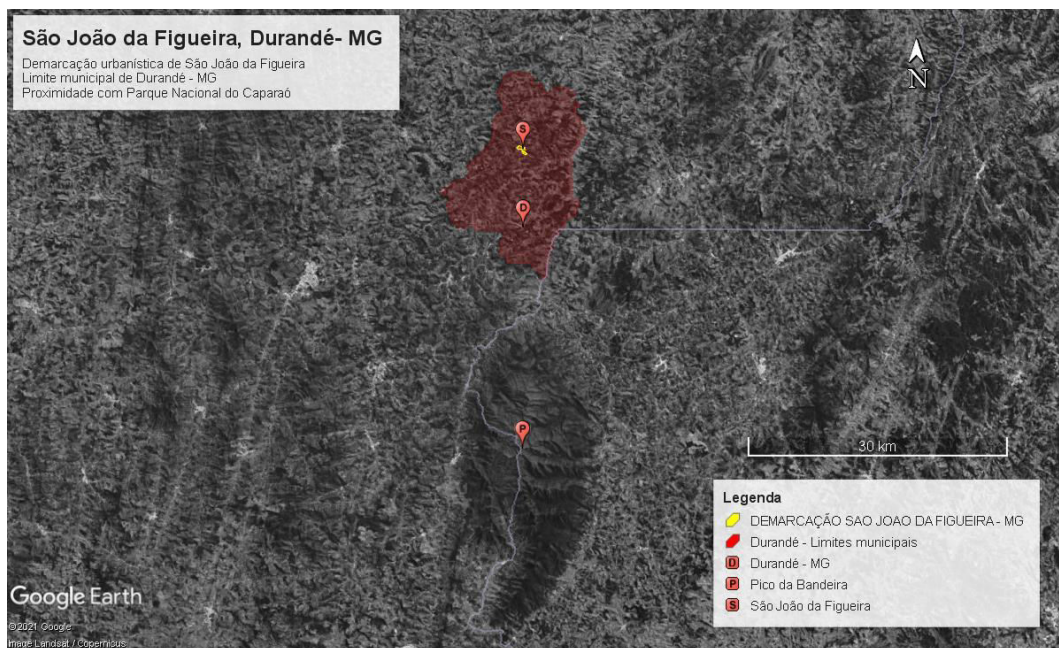 São João da Figueira, Durandé- MG
Demarcação urbanística de São João da Figueira
Limite municipal de Durandé - MG
Proximidade com Parque Nacional do Caparaó
N
S
D
P
30 km
Legenda
DEMARCAÇÃO SAO JOAO DA FIGUEIRA - MG
Durandé - Limites municipais
D Durandé - MG
P Pico da Bandeira
S São João da Figueira
Google Earth
©2021 Google
Image Landsat / Copernicus